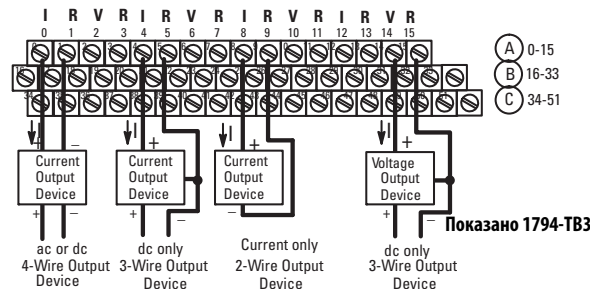 I R V R I R V R I R V R I R V R
0 1 2 3 4 5 6 7 8 9 10 11 12 13 14 15
A 0-15
B 16-33
C 34-51
I I I I
+ – + + +
Current Output Device
Current Output Device
Current Output Device
Voltage Output Device
+ – + – – + –
Показано 1794-TB3
ac or dc
4-Wire Output
Device
dc only
3-Wire Output
Device
Current only
2-Wire Output
Device
dc only
3-Wire Output
Device